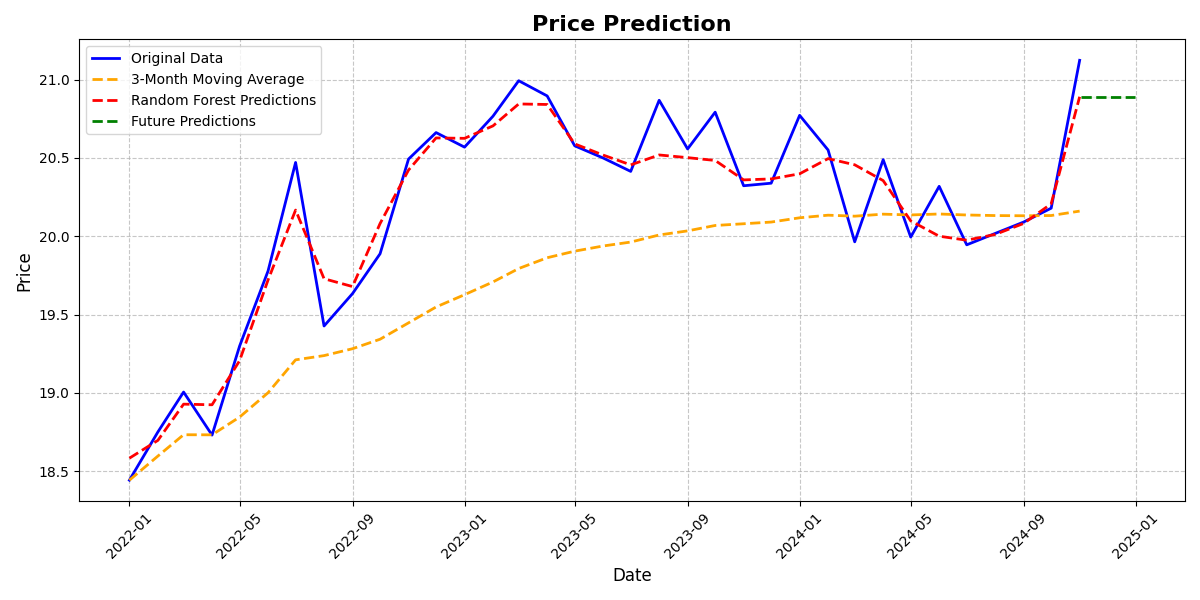 Price Prediction
Original Data
3-Month Moving Average
Random Forest Predictions
Future Predictions
Price
21.0
20.5
20.0
19.5
19.0
18.5
2022-01
2022-05
2022-09
2023-01
2023-05
2023-09
2024-01
2024-05
2024-09
2025-01
Date